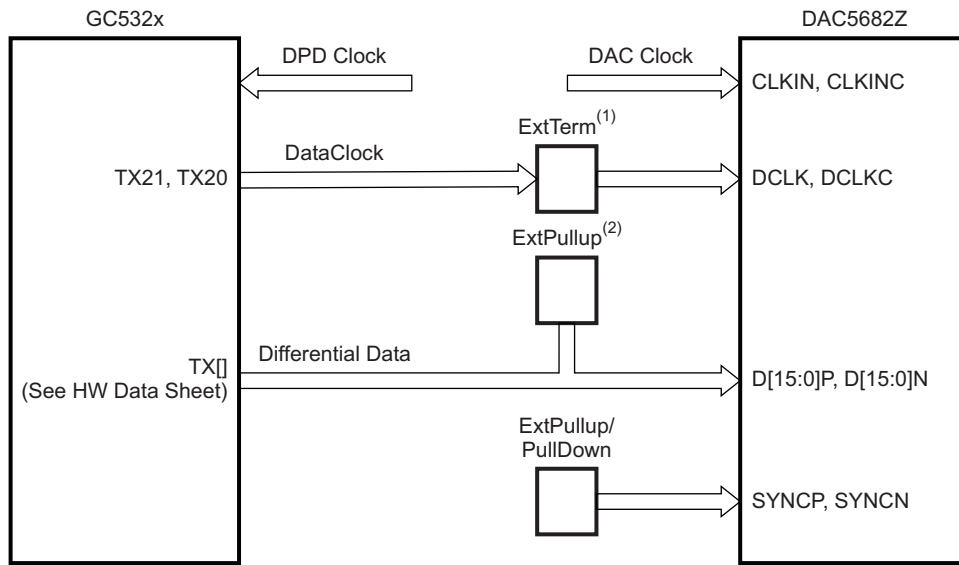 GC532x
DAC5682Z
DPD Clock
DAC Clock
CLKIN, CLKINC
ExtTerm(1)
DataClock
TX21, TX20
DCLK, DCLKC
ExtPullup(2)
TX[]
(See HW Data Sheet)
Differential Data
D[15:0]P, D[15:0]N
ExtPullup/
PullDown
SYNCP, SYNCN